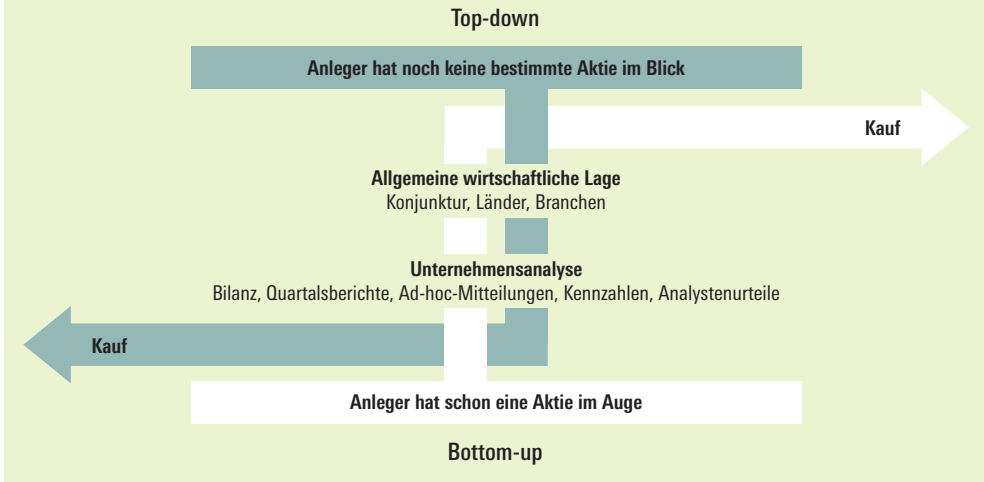 Top-down
Anleger hat noch keine bestimmte Aktie im Blick
Kauf
Allgemeine wirtschaftliche Lage
Konjunktur, Länder, Branchen
Unternehmensanalyse
Bilanz, Quartalsberichte, Ad-hoc-Mitteilungen, Kennzahlen, Analystenurteile
Kauf
Anleger hat schon eine Aktie im Auge
Bottom-up